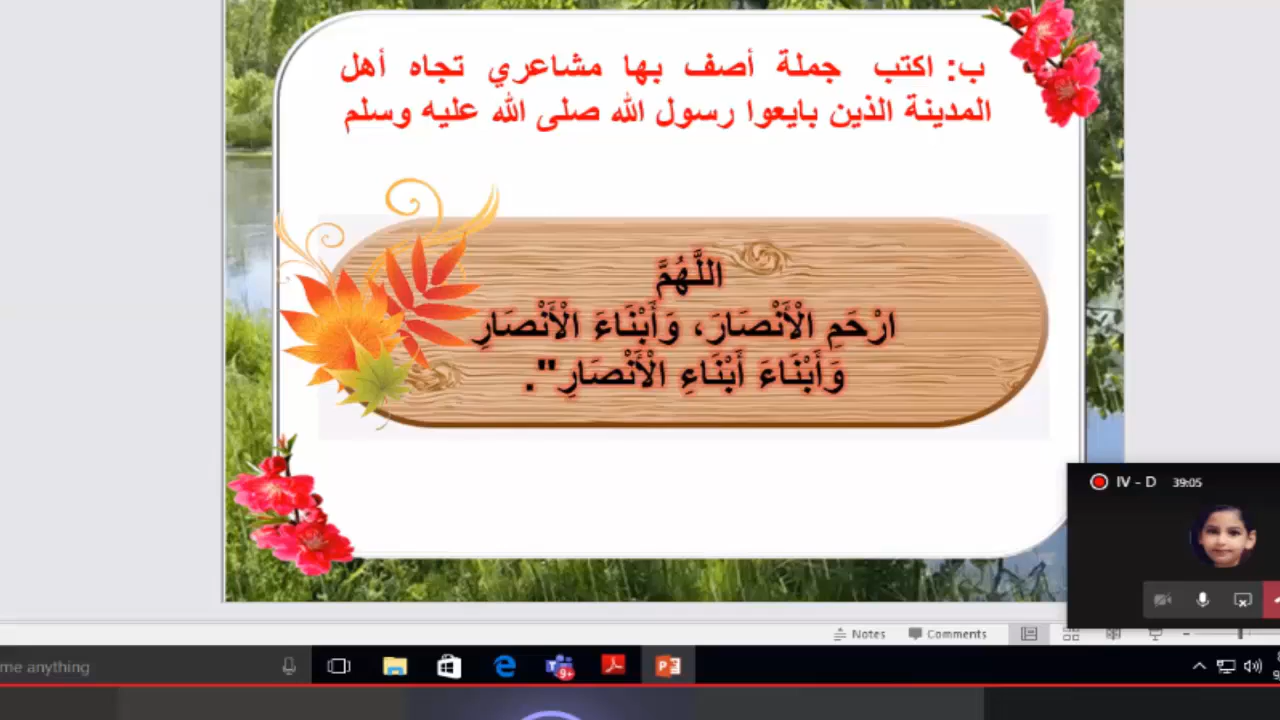 ب: اكتب جملة أصف بها مشاعري تجاه أهل
المدينة الذين بايعوا رسول الله صلى الله عليه وسلم
اللَّهُمَّ
ارْحَمِ الْأَنْصَارَ، وَأَبْنَاءَ الْأَنْصَارِ
وَأَبْنَاءَ أَبْنَاءِ الْأَنْصَارِ".
IV - D 39:05
Notes Comments
me anything
9+